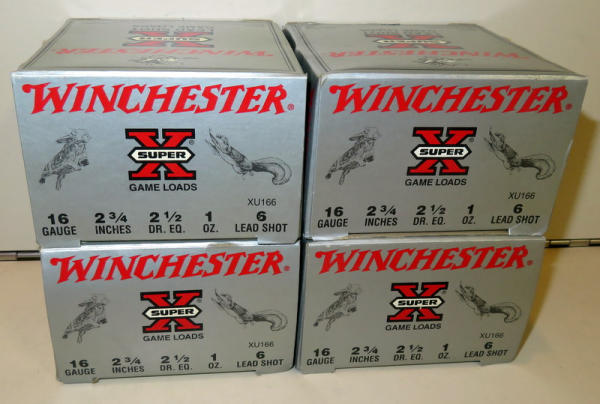 WINCHESTER
WINCHESTER®
X
SUPER
GAME LOADS
XU166
16 2 3/4 2 1/2 1 6
GAUGE INCHES DR. EQ. OZ. LEAD SHOT
WINCHESTER
WINCHESTER®
X
SUPER
GAME LOADS
XU166
16 2 3/4 2 1/2 1 6
GAUGE INCHES DR. EQ. OZ. LEAD SHOT
WINCHESTER®
X
SUPER
GAME LOADS
XU166
16 2 3/4 2 1/2 1 6
GAUGE INCHES DR. EQ. OZ. LEAD SHOT
WINCHESTER®
X
SUPER
GAME LOADS
XU166
16 2 3/4 2 1/2 1 6
GAUGE INCHES DR. EQ. OZ. LEAD SHOT